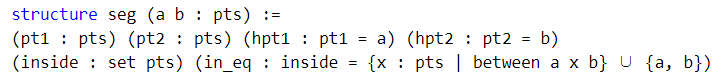 structure seg (a b : pts) :=
(pt1 : pts) (pt2 : pts) (hpt1 : pt1 = a) (hpt2 : pt2 = b)
(inside : set pts) (in_eq : inside = {x : pts | between a x b} ∪ {a, b})